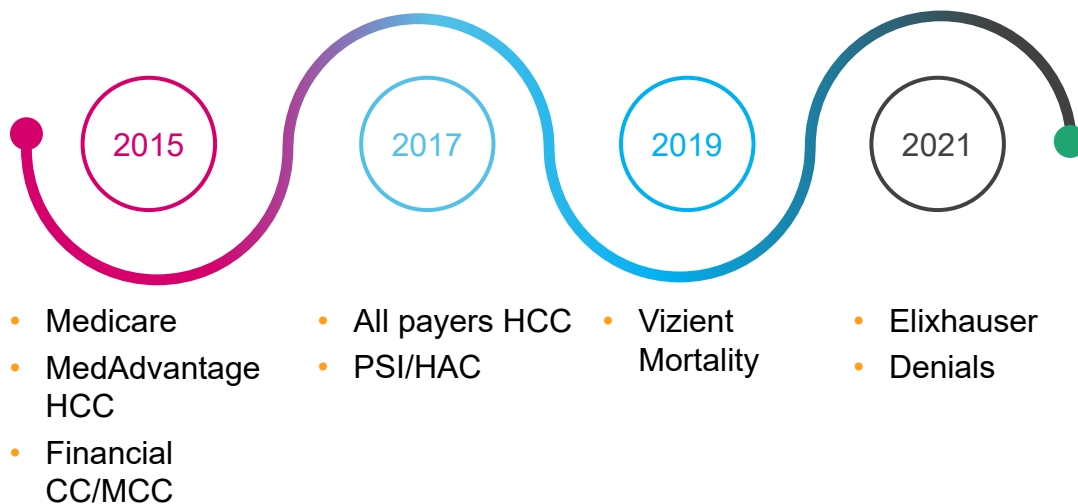 2015
2017
2019
2021
• Medicare
• MedAdvantage
HCC
• Financial
CC/MCC
• All payers HCC
• PSI/HAC
• Vizient
Mortality
• Elixhauser
• Denials